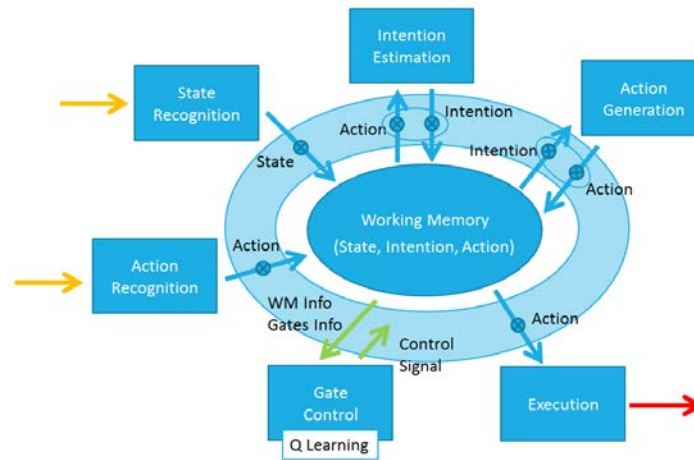 Intention
Estimation
State
Recognition
Action
Generation
Action
Intention
State
Intention
Action
Working Memory
(State, Intention, Action)
Action
Action
Recognition
WM Info
Gates Info
Control
Signal
Action
Gate
Control
Q Learning
Execution